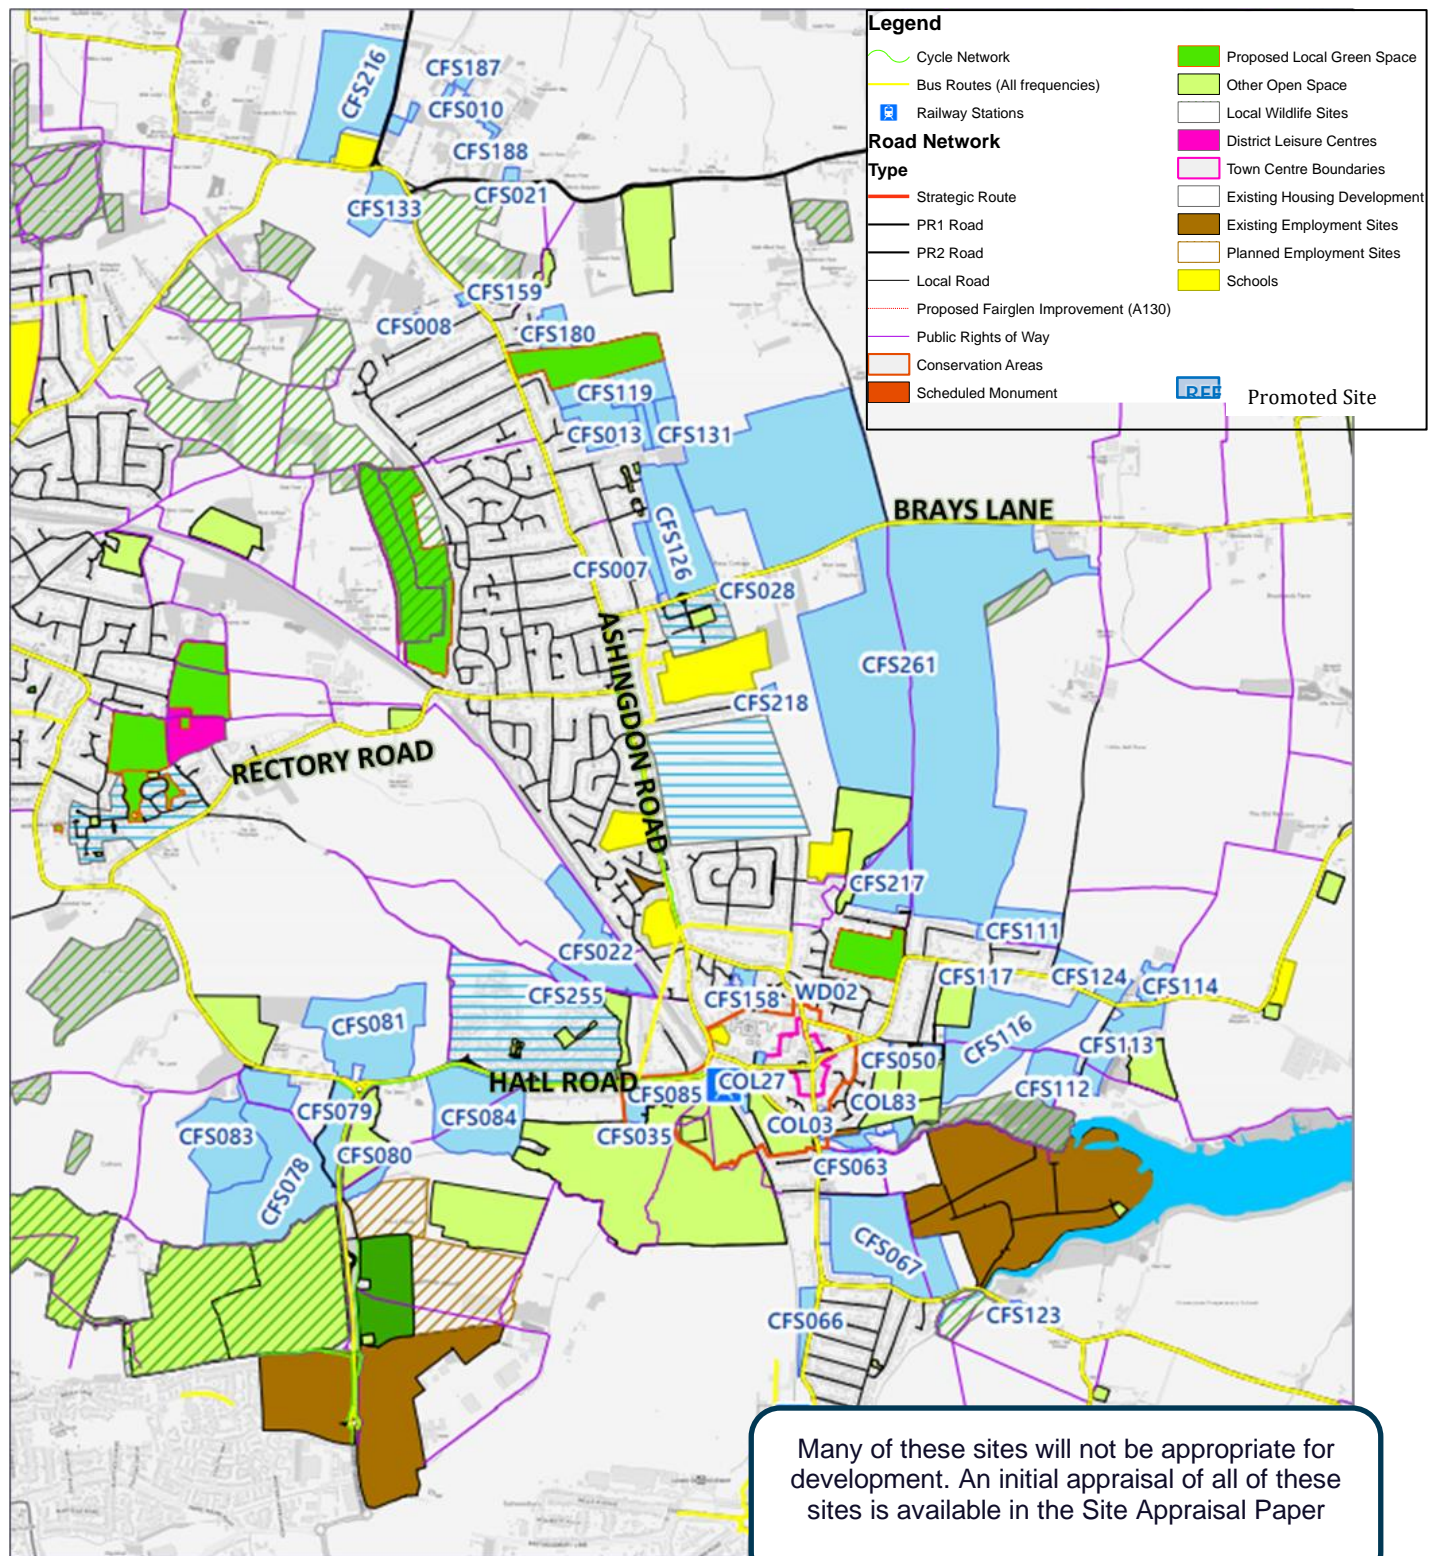 Legend
Cycle Network
Bus Routes (All frequencies)
Railway Stations
Road Network
Type
Strategic Route
PR1 Road
PR2 Road
Local Road
Proposed Fairglen Improvement (A130)
Public Rights of Way
Conservation Areas
Scheduled Monument
Proposed Local Green Space
Other Open Space
Local Wildlife Sites
District Leisure Centres
Town Centre Boundaries
Existing Housing Development
Existing Employment Sites
Planned Employment Sites
Schools
REF
Promoted Site
CFS216
CFS187
CFS010
CFS188
CFS021
CFS133
CFS159
CFS008
CFS180
CFS119
CFS013
CFS131
BRAYS LANE
CFS126
CFS007
CFS028
ASHINGDON ROAD
CFS261
CFS218
RECTORY ROAD
CFS217
CFS022
CFS111
CFS117
CFS124
CFS114
CFS255
CFS158
WD02
CFS081
CFS116
CFS113
CFS050
HALL ROAD
COL27
CFS085
CFS112
CFS079
CFS084
COL83
CFS083
CFS035
COL03
CFS080
CFS063
CFS078
CFS067
CFS066
CFS123
Many of these sites will not be appropriate for
development. An initial appraisal of all of these
sites is available in the Site Appraisal Paper